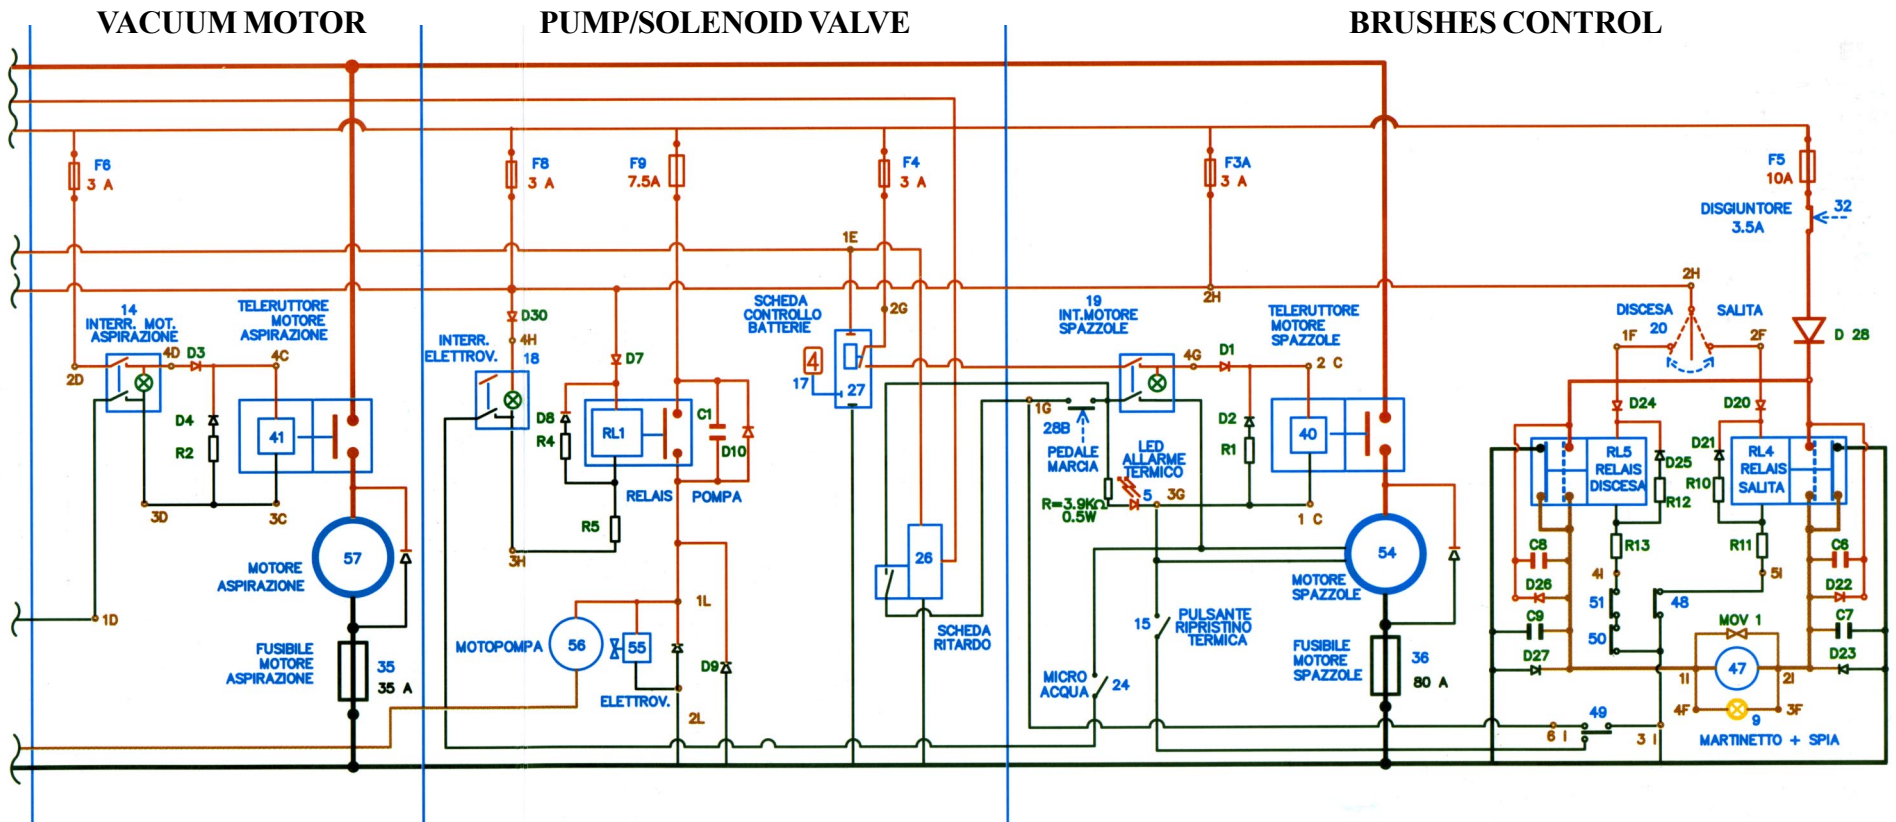 VACUUM MOTOR
PUMP/SOLENOID VALVE
BRUSHES CONTROL
F6
3 A
14
INTERR. MOT.
ASPIRAZIONE
TELERUTTORE
MOTORE
ASPIRAZIONE
2D
4D
D3
4C
D4
R2
41
3D
3C
MOTORE
ASPIRAZIONE
57
1D
FUSIBILE
MOTORE
ASPIRAZIONE
35
35 A
F8
3 A
F9
7.5A
F4
3 A
1E
2G
D30
4H
INTERR.
ELETTROV.
18
D7
D8
R4
RL1
C1
D10
RELAIS
POMPA
R5
3H
SCHEDA
CONTROLLO
BATTERIE
4
17
27
26
1L
MOTOPOMPA
56
55
D9
ELETTROV.
2L
SCHEDA
RITARDO
F3A
3 A
2H
19
INT.MOTORE
SPAZZOLE
TELERUTTORE
MOTORE
SPAZZOLE
4G
D1
2 C
1G
28B
PEDALE
MARCIA
LED
ALLARME
TERMICO
D2
R1
40
R=3.9KΩ
0.5W
5
3G
1 C
54
MOTORE
SPAZZOLE
15
PULSANTE
RIPRISTINO
TERMICA
MICRO
ACQUA
24
FUSIBILE
MOTORE
SPAZZOLE
36
80 A
F5
10A
DISGIUNTORE
3.5A
32
2H
DISCESA
20
SALITA
1F
2F
D 28
D24
D20
RL5
RELAIS
DISCESA
D25
R12
D21
R10
RL4
RELAIS
SALITA
C8
R13
R11
C6
4I
5I
D26
D22
51
48
C9
50
MOV 1
C7
D27
47
D23
1I
2I
4F
3F
9
49
6 I
3 I
MARTINETTO + SPIA